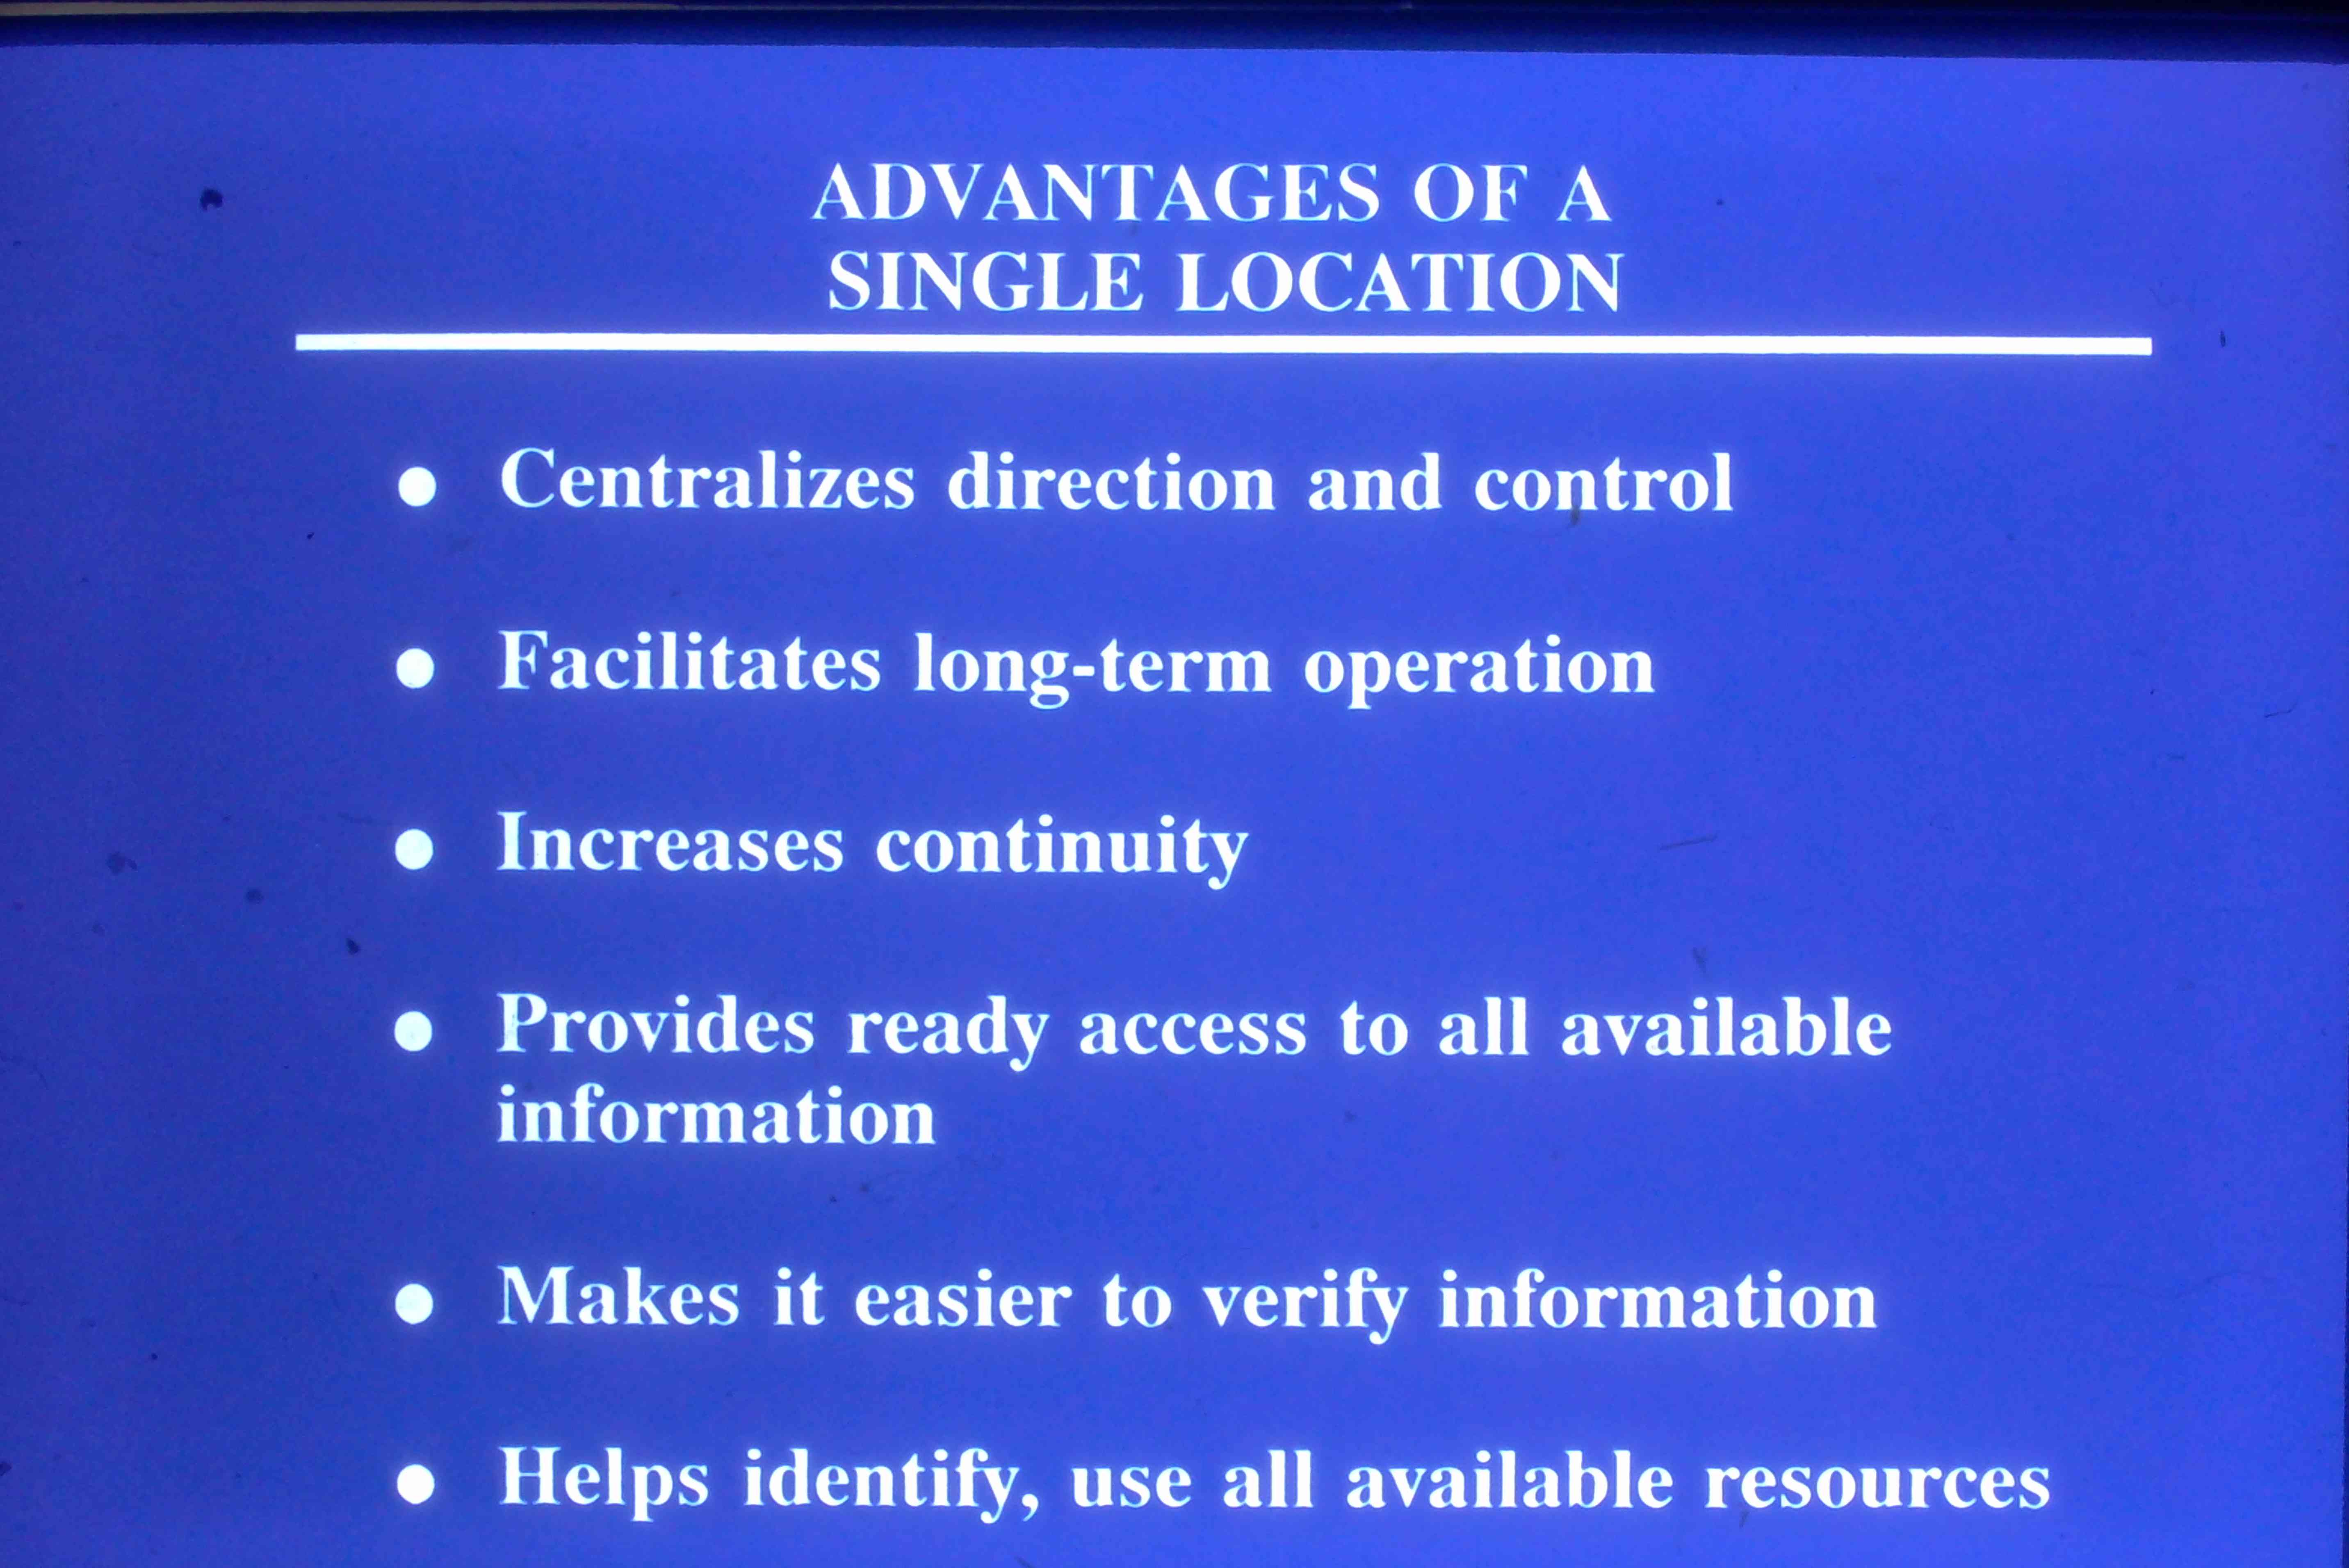 ADVANTAGES OF A
SINGLE LOCATION
● Centralizes direction and control
● Facilitates long-term operation
● Increases continuity
● Provides ready access to all available
information
● Makes it easier to verify information
● Helps identify, use all available resources